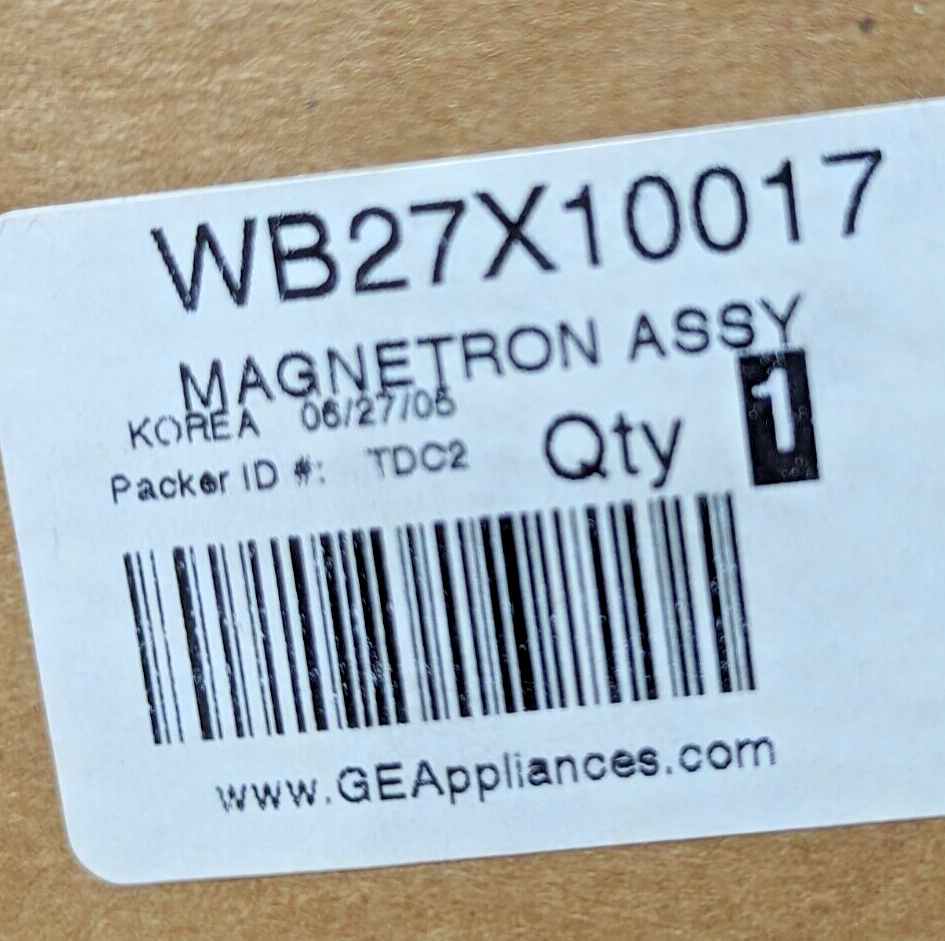 WB27X10017
MAGNETRON ASSY
KOREA 06/27/05
Packer ID #: TDC2 Qty 1
www.GEAppliances.com